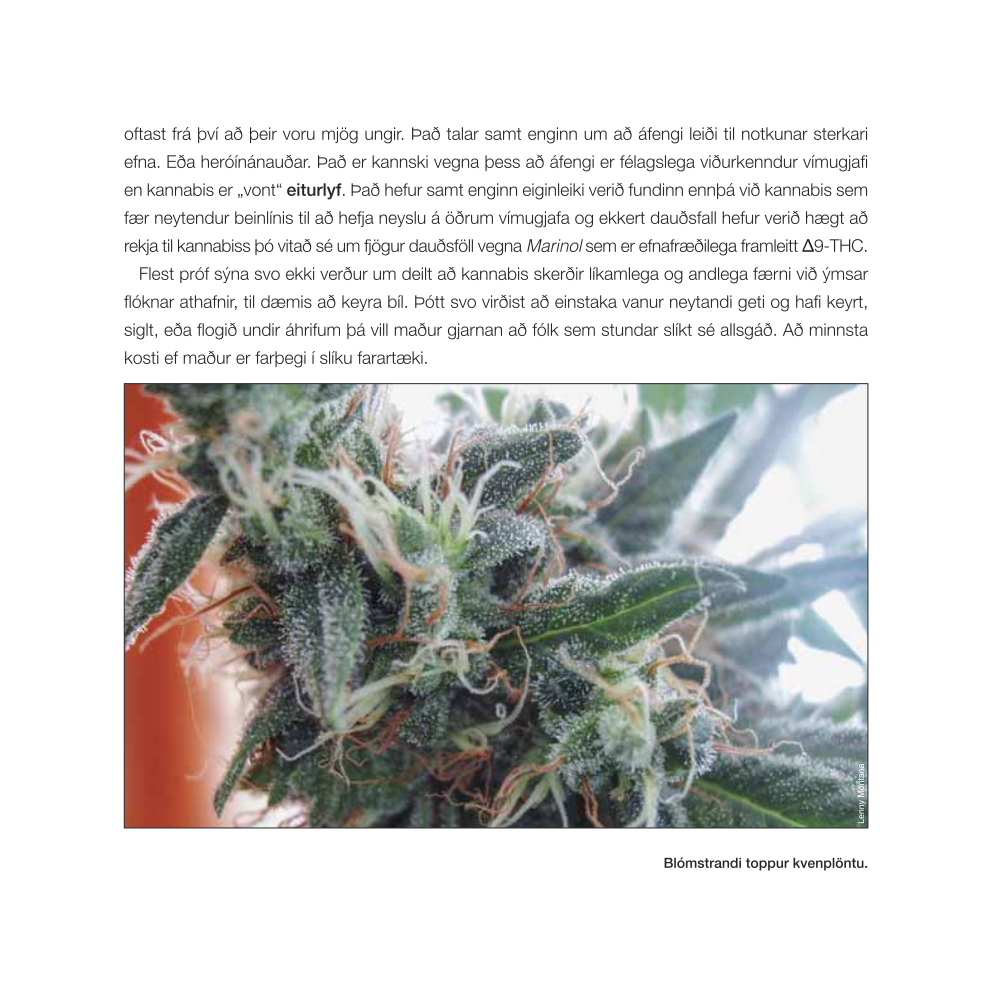 oftast frá því að þeir voru mjög ungir. Það talar samt enginn um að áfengi leiði til notkunar sterkari
efna. Eða heróínánauðar. Það er kannski vegna þess að áfengi er félagslega viðurkenndur vímugjafi
en kannabis er „vont“ eiturlyf. Það hefur samt enginn eiginleiki verið fundinn ennþá við kannabis sem
fær neytendur beinlínis til að hefja neyslu á öðrum vímugjafa og ekkert dauðsfall hefur verið hægt að
rekja til kannabiss þó vitað sé um fjögur dauðsföll vegna Marinol sem er efnafræðilega framleitt Δ9-THC.
Flest próf sýna svo ekki verður um deilt að kannabis skerðir líkamlega og andlega færni við ýmsar
flóknar athafnir, til dæmis að keyra bíl. Þótt svo virðist að einstaka vanur neytandi geti og hafi keyrt,
siglt, eða flogið undir áhrifum þá vill maður gjarnan að fólk sem stundar slíkt sé allsgáð. Að minnsta
kosti ef maður er farþegi í slíku farartæki.
Lenny Montana
Blómstrandi toppur kvenplöntu.